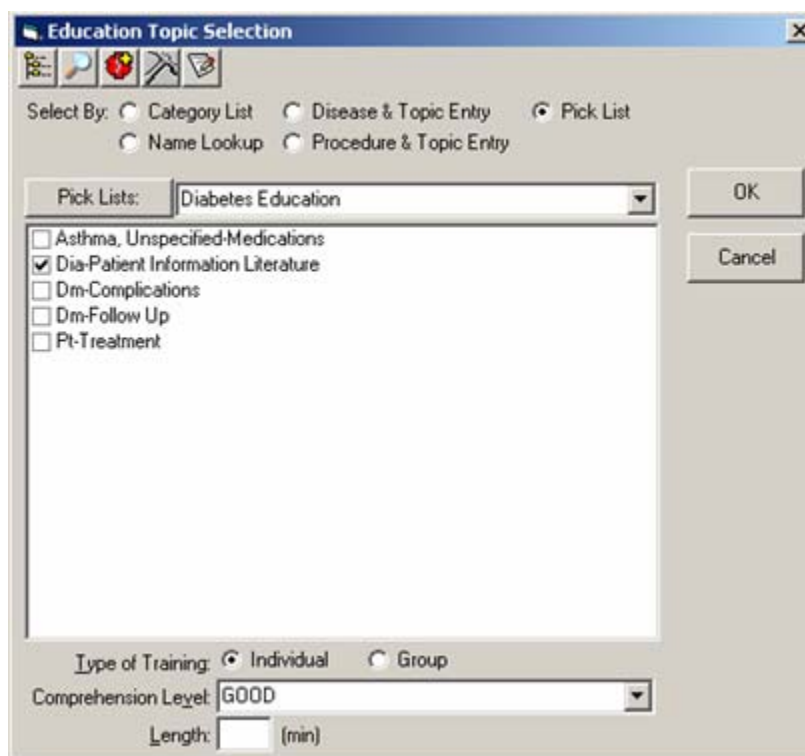 Education Topic Selection
Select By: Category List Disease & Topic Entry Pick List
Name Lookup Procedure & Topic Entry
Pick Lists: Diabetes Education
OK
Asthma, Unspecified-Medications
Dia-Patient Information Literature
Cancel
Dm-Complications
Dm-Follow Up
Pt-Treatment
Type of Training: Individual Group
Comprehension Level: GOOD
Length: (min)